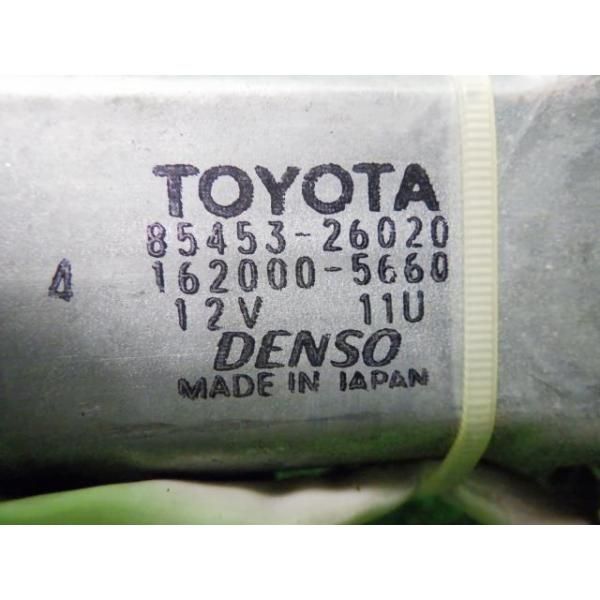 TOYOTA
85453-26020
4 162000-5660
12V 11U
DENSO
MADE IN JAPAN